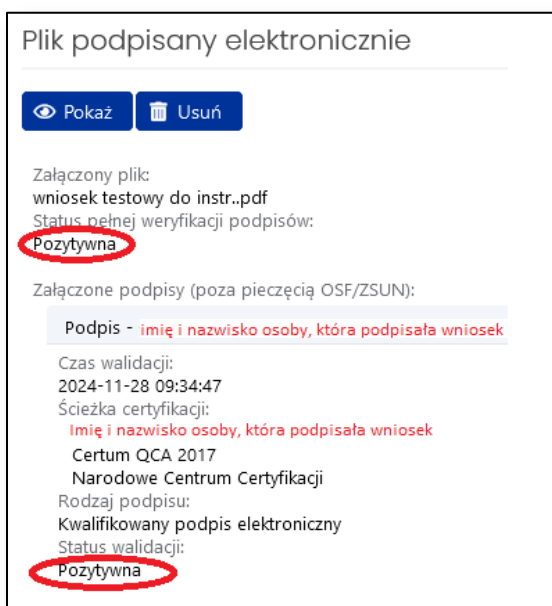 Plik podpisany elektronicznie
Pokaż Usuń
Załączony plik:
wniosek testowy do instr..pdf
Status pełnej weryfikacji podpisów:
Pozytywna
Załączone podpisy (poza pieczęcią OSF/ZSUN):
Podpis - imię i nazwisko osoby, która podpisała wniosek
Czas walidacji:
2024-11-28 09:34:47
Ścieżka certyfikacji:
Imię i nazwisko osoby, która podpisała wniosek
Certum QCA 2017
Narodowe Centrum Certyfikacji
Rodzaj podpisu:
Kwalifikowany podpis elektroniczny
Status walidacji:
Pozytywna